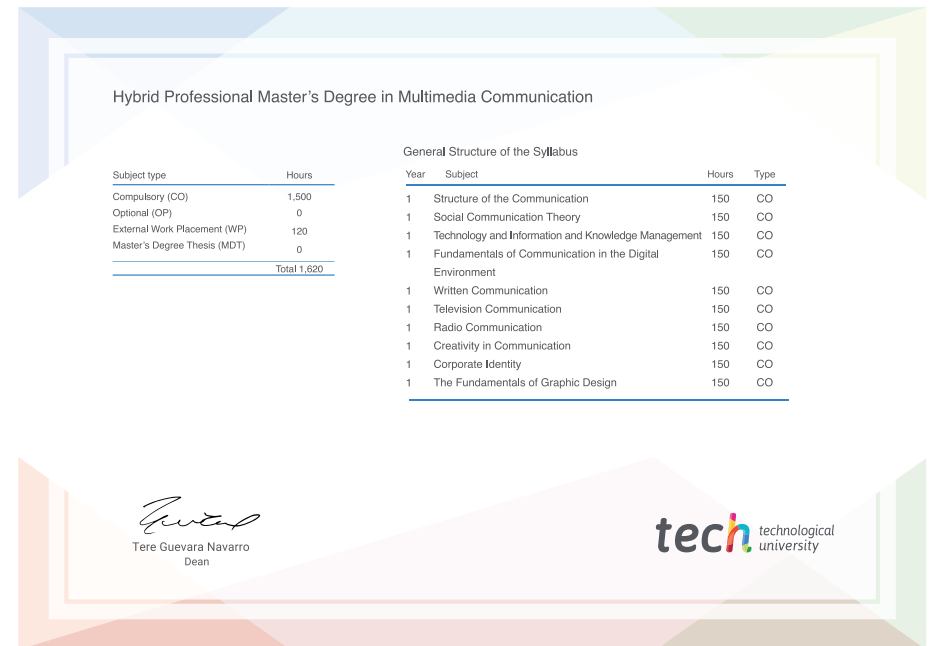 Hybrid Professional Master's Degree in Multimedia Communication
General Structure of the Syllabus
Subject type Hours
Compulsory (CO) 1,500
Optional (OP) 0
External Work Placement (WP) 120
Master's Degree Thesis (MDT) 0
Total 1,620
Year Subject Hours Type
1 Structure of the Communication 150 CO
1 Social Communication Theory 150 CO
1 Technology and Information and Knowledge Management 150 CO
1 Fundamentals of Communication in the Digital 150 CO
Environment
1 Written Communication 150 CO
1 Television Communication 150 CO
1 Radio Communication 150 CO
1 Creativity in Communication 150 CO
1 Corporate Identity 150 CO
1 The Fundamentals of Graphic Design 150 CO
Tere Guevara Navarro
Dean
tech technological
university